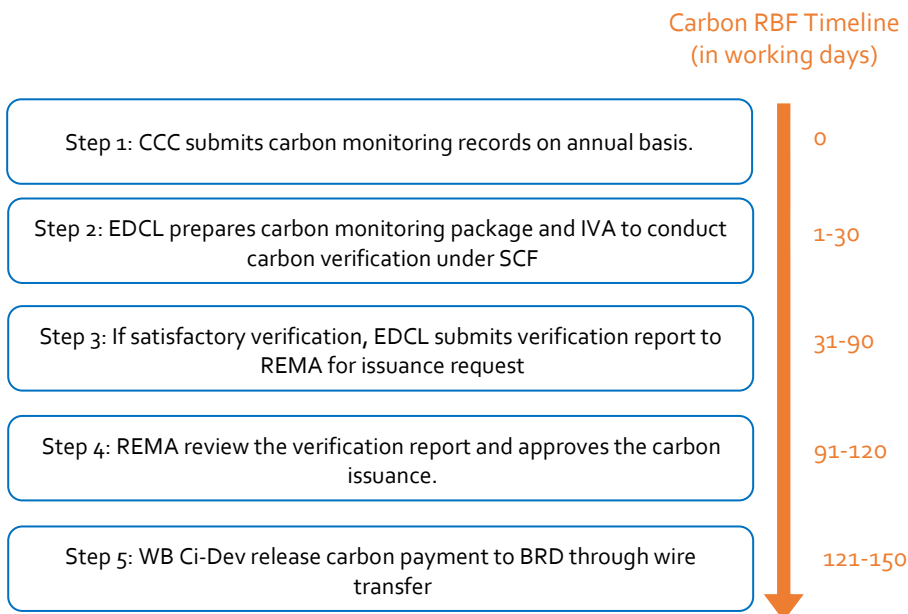 Carbon RBF Timeline
(in working days)
Step 1: CCC submits carbon monitoring records on annual basis.
0
Step 2: EDCL prepares carbon monitoring package and IVA to conduct
carbon verification under SCF
1-30
Step 3: If satisfactory verification, EDCL submits verification report to
REMA for issuance request
31-90
Step 4: REMA review the verification report and approves the carbon
issuance.
91-120
Step 5: WB Ci-Dev release carbon payment to BRD through wire
transfer
121-150